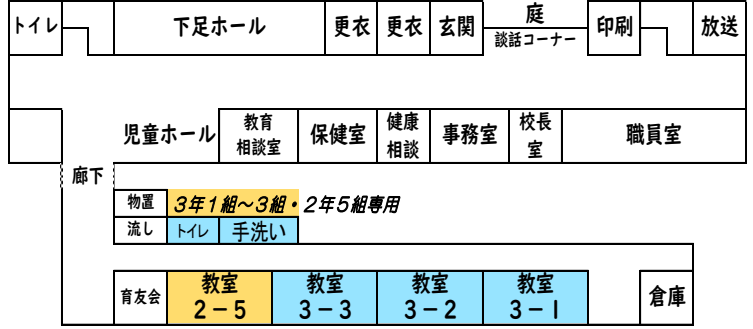 トイレ 下足ホール 更衣 更衣 玄関 庭 印刷 放送
談話コーナー
児童ホール 教育 保健室 健康 事務室 校長 職員室
相談室 相談 室
廊下
物置 3年1組～3組・2年5組専用
流し トイレ 手洗い
育友会 教室 教室 教室 教室 倉庫
2－5 3－3 3－2 3－1